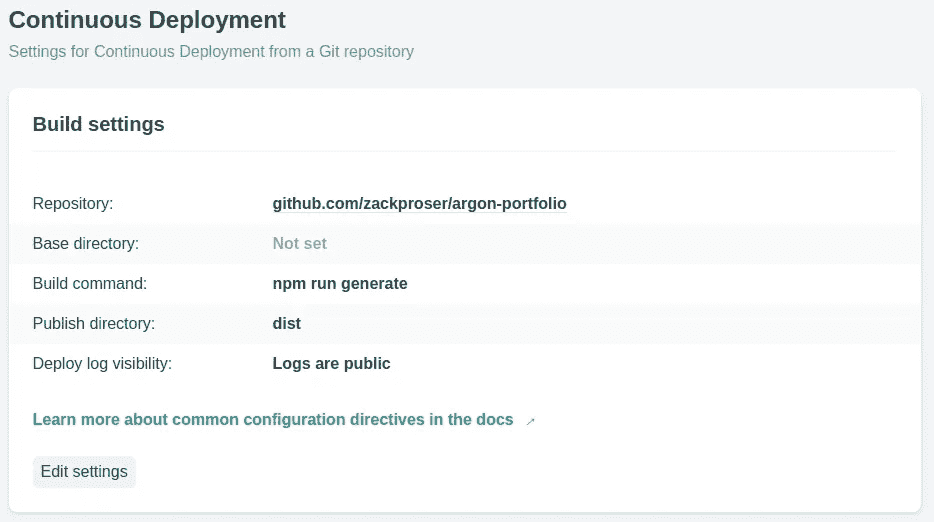 Continuous Deployment
Settings for Continuous Deployment from a Git repository
Build settings
Repository: github.com/zackproser/argon-portfolio
Base directory: Not set
Build command: npm run generate
Publish directory: dist
Deploy log visibility: Logs are public
Learn more about common configuration directives in the docs ↗
Edit settings